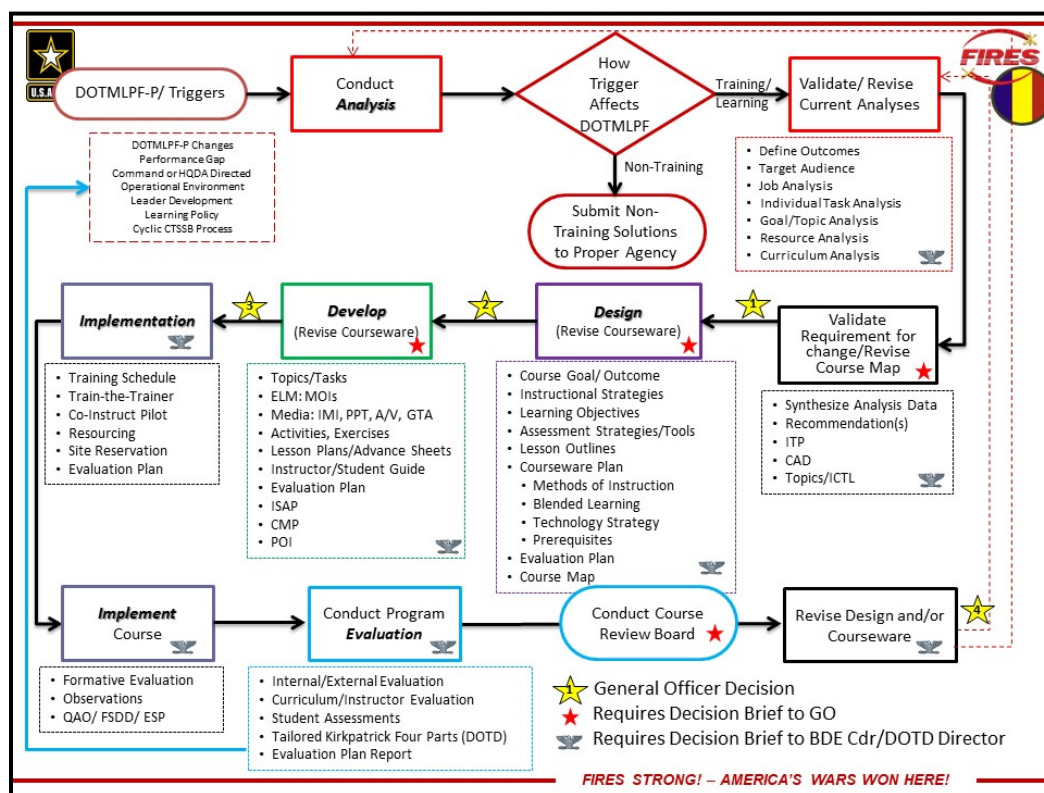 U.S.A
FIRES
DOTMLPF-P/ Triggers
Conduct
Analysis
How
Trigger
Affects
DOTMLPF
Training/
Learning
Non-Training
Validate/ Revise
Current Analyses
DOTMLPF-P Changes
Performance Gap
Command or HQDA Directed
Operational Environment
Leader Development
Learning Policy
Cyclic CTSSB Process
Submit Non-
Training Solutions
to Proper Agency
• Define Outcomes
• Target Audience
• Job Analysis
• Individual Task Analysis
• Goal/Topic Analysis
• Resource Analysis
• Curriculum Analysis
Implementation
3
Develop
(Revise Courseware)
2
Design
(Revise Courseware)
1
Validate
Requirement for
change/Revise
Course Map
• Training Schedule
• Train-the-Trainer
• Co-Instruct Pilot
• Resourcing
• Site Reservation
• Evaluation Plan
• Topics/Tasks
• ELM: MOIs
• Media: IMI, PPT, A/V, GTA
• Activities, Exercises
• Lesson Plans/Advance Sheets
• Instructor/Student Guide
• Evaluation Plan
• ISAP
• CMP
• POI
• Course Goal/ Outcome
• Instructional Strategies
• Learning Objectives
• Assessment Strategies/Tools
• Lesson Outlines
• Courseware Plan
• Methods of Instruction
• Blended Learning
• Technology Strategy
• Prerequisites
• Evaluation Plan
• Course Map
• Synthesize Analysis Data
• Recommendation(s)
• ITP
• CAD
• Topics/ICTL
Implement
Course
Conduct Program
Evaluation
Conduct Course
Review Board
Revise Design and/or
Courseware
4
• Formative Evaluation
• Observations
• QAO/ FSDD/ ESP
• Internal/External Evaluation
• Curriculum/Instructor Evaluation
• Student Assessments
• Tailored Kirkpatrick Four Parts (DOTD)
• Evaluation Plan Report
1 General Officer Decision
Requires Decision Brief to GO
Requires Decision Brief to BDE Cdr/DOTD Director
FIRES STRONG! – AMERICA'S WARS WON HERE!